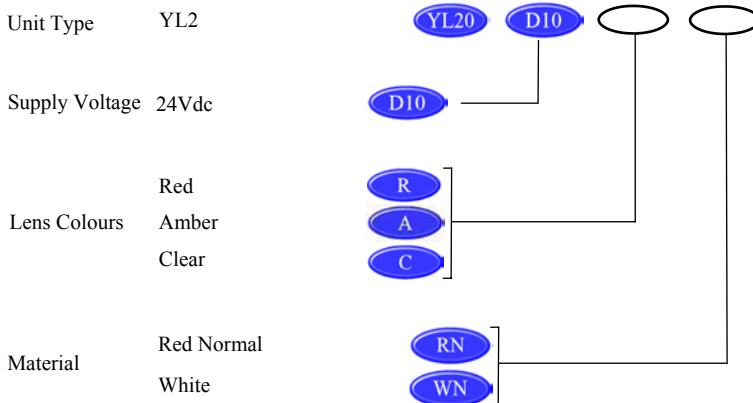 Unit Type YL2 YL20 D10
Supply Voltage 24Vdc D10
Red R
Lens Colours Amber A
Clear C
Red Normal RN
Material
White WN